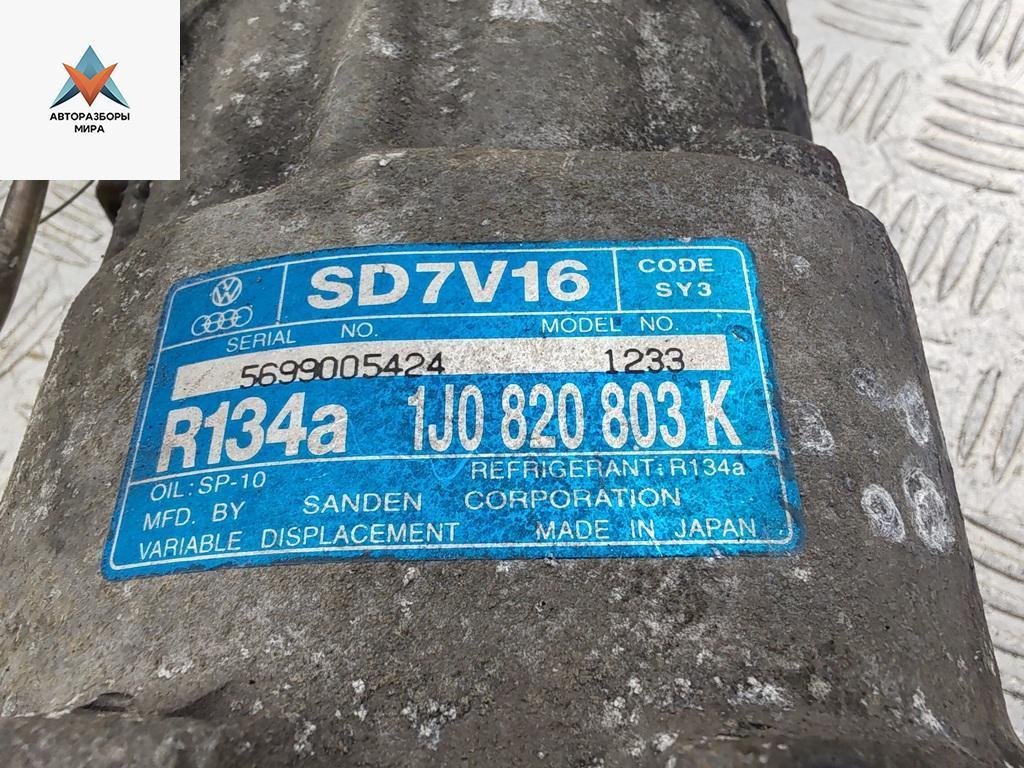 АВТОРАЗБОРЫ
МИРА
SD7V16
CODE
SY3
SERIAL NO.
MODEL NO.
5699005424 1233
R134a 1J0 820 803 K
OIL: SP-10 REFRIGERANT: R134a
MFD. BY SANDEN CORPORATION
VARIABLE DISPLACEMENT MADE IN JAPAN